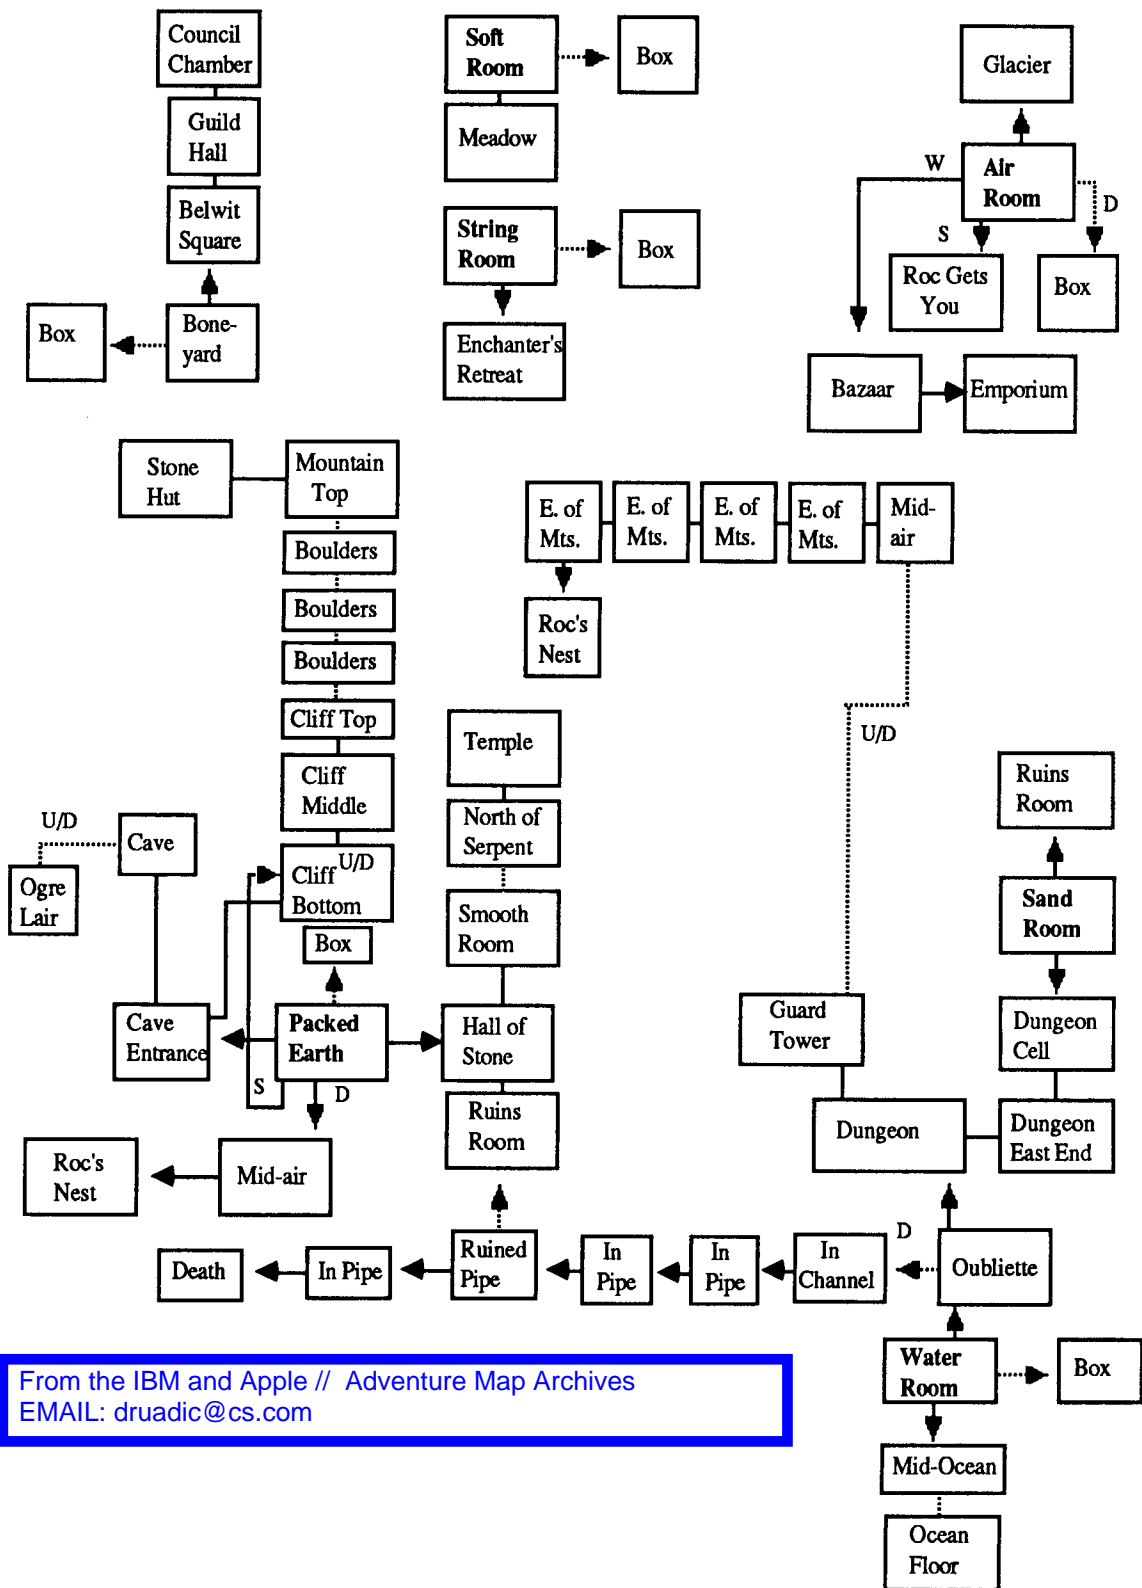 Council
Chamber
Guild
Hall
Belwit
Square
Bone-
yard
Box
Soft
Room
Box
Meadow
String
Room
Box
Enchanter's
Retreat
Glacier
Air
Room
W
S
D
Roc Gets
You
Box
Bazaar
Emporium
Stone
Hut
Mountain
Top
Boulders
Boulders
Boulders
Cliff Top
Cliff
Middle
U/D
Cliff
Bottom
U/D
Cave
Ogre
Lair
Box
Cave
Entrance
Packed
Earth
S
D
Roc's
Nest
Mid-air
Temple
North of
Serpent
Smooth
Room
Hall of
Stone
Ruins
Room
E. of
Mts.
E. of
Mts.
E. of
Mts.
E. of
Mts.
Mid-
air
Roc's
Nest
U/D
Ruins
Room
Sand
Room
Guard
Tower
Dungeon
Cell
Dungeon
Dungeon
East End
Death
In Pipe
Ruined
Pipe
In
Pipe
In
Pipe
In
Channel
D
Oubliette
Water
Room
Box
Mid-Ocean
Ocean
Floor
From the IBM and Apple // Adventure Map Archives
EMAIL: druadic@cs.com